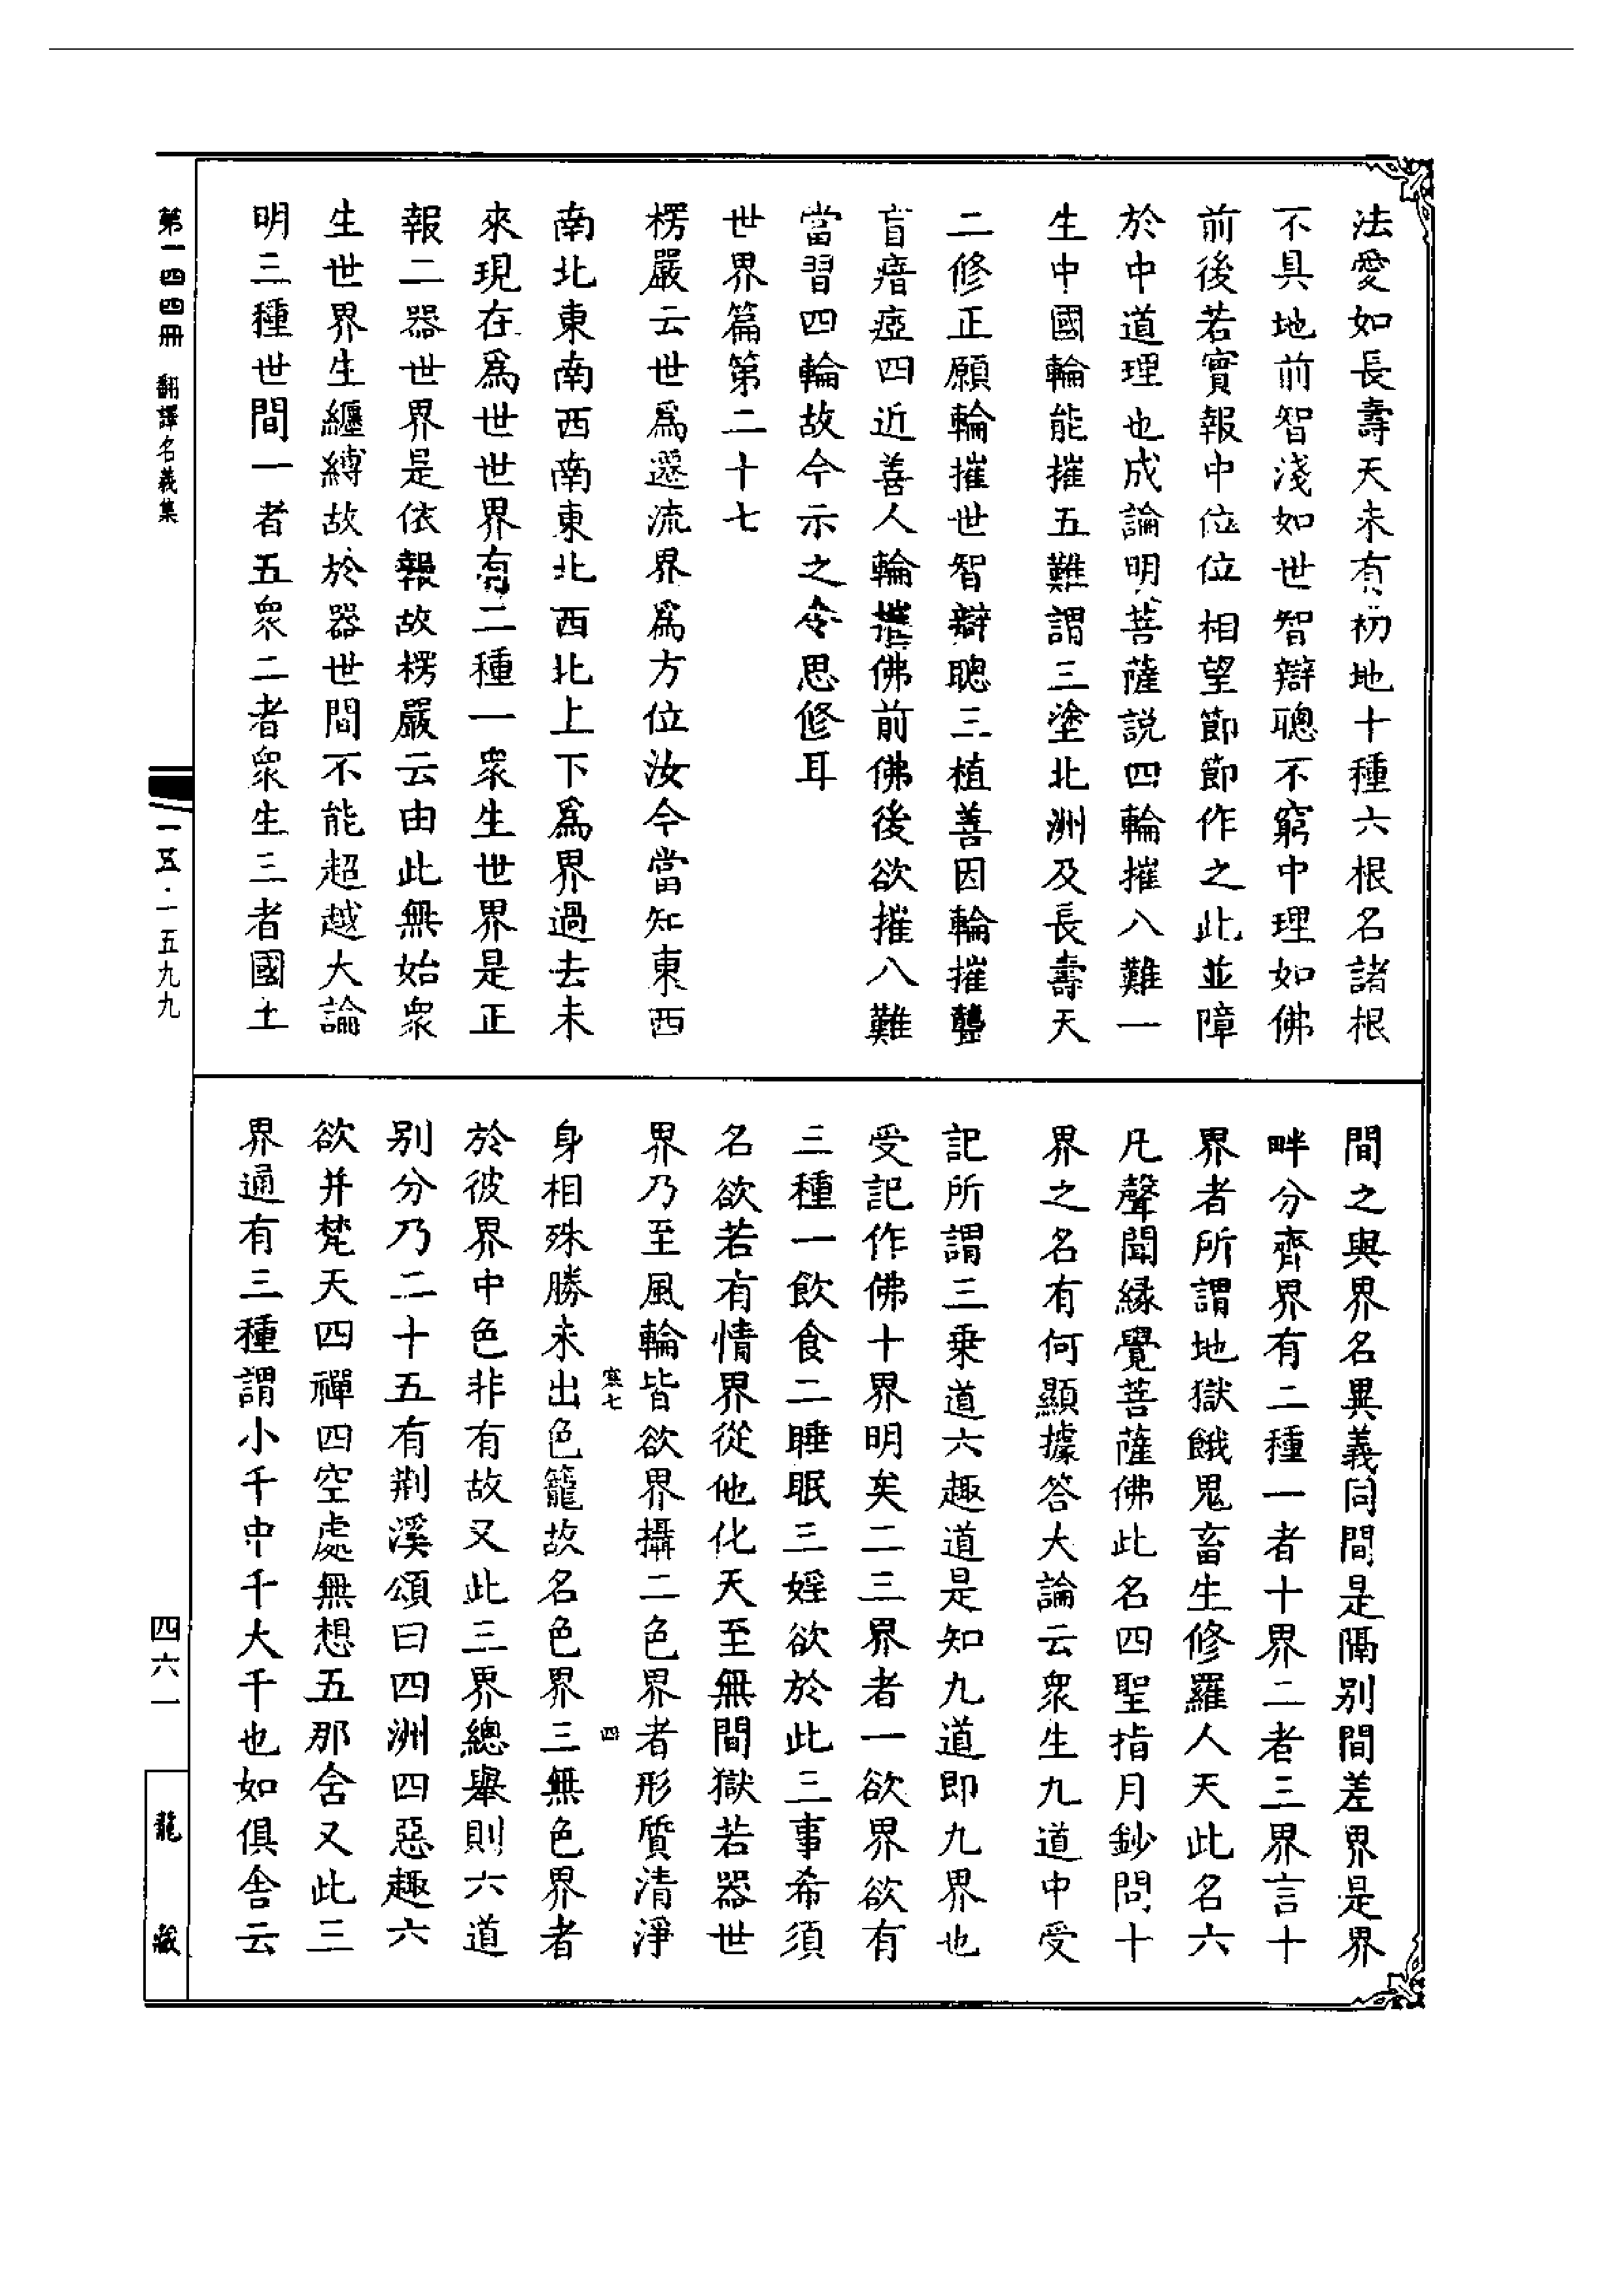 法愛如長壽天未有初地十種六根名諸根
不具地前智淺如世智辯聰不窮中理如佛
前後若實報中位位相望節節作之此並障
於中道理也成論明菩薩説四輪摧八難一
生中國輪能摧五難謂三塗北洲及長壽天
二修正願輪摧世智辯聰三植善因輪摧聾
盲瘖瘂四近善人輪摧佛前佛後欲摧八難
當習四輪故今示之令思修耳
世界篇第二十七
楞嚴云世爲遷流界爲方位汝今當知東西
南北東南西南東北西北上下爲界過去未
來現在爲世世界有二種一衆生世界是正
報二器世界是依報故楞嚴云由此無始衆
生世界生纏縛故於器世間不能超越大論
明三種世間一者五衆二者衆生三者國土
間之與界名異義同間是隔别間差界是界
畔分齊界有二種一者十界二者三界言十
界者所謂地獄餓鬼畜生修羅人天此名六
凡聲聞緣覺菩薩佛此名四聖指月鈔問十
界之名有何顯據答大論云衆生九道中受
記所謂三乘道六趣道是知九道即九界也
受記作佛十界明矣二三界者一欲界欲有
三種一飲食二睡眠三婬欲於此三事希須
名欲若有情界從他化天至無間獄若器世
界乃至風輪皆欲界攝二色界者形質清淨
寒七 四
身相殊勝未出色籠故名色界三無色界者
於彼界中色非有故又此三界總舉則六道
别分乃二十五有荆溪頌曰四洲四惡趣六
欲并梵天四禪四空處無想五那含又此三
界通有三種謂小千中千大千也如俱舍云
第一四四冊 翻譯名義集
一五·一五九九
四六一
龍藏